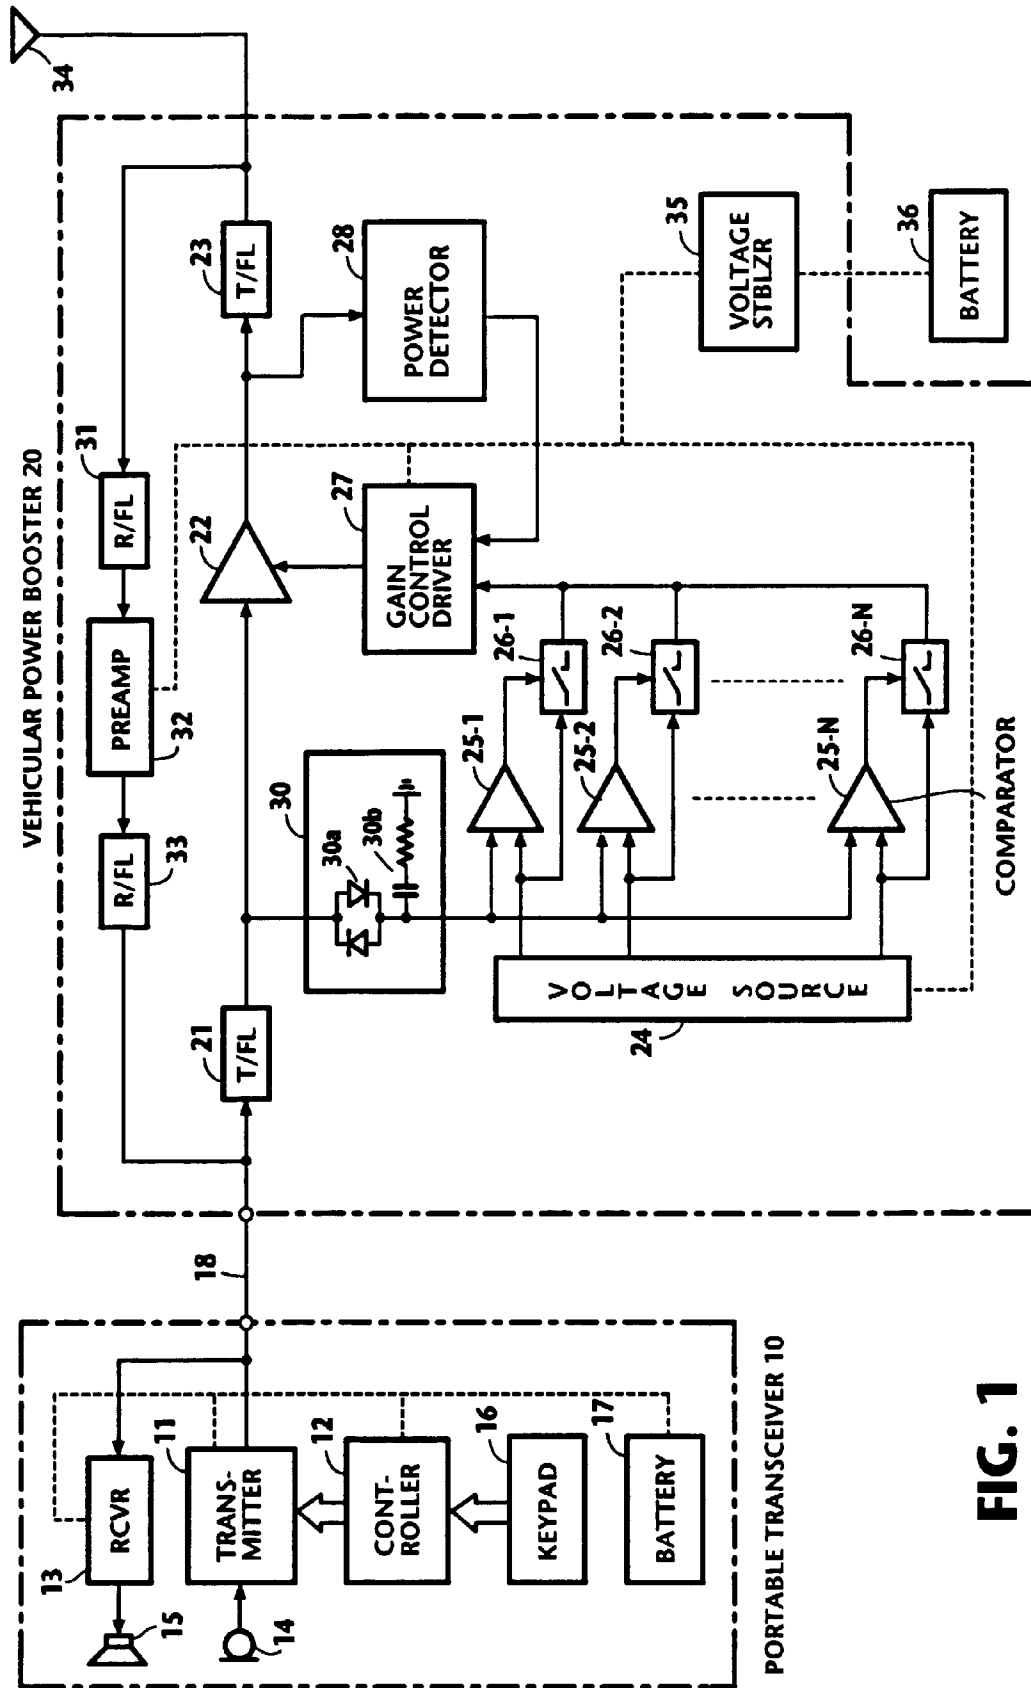 VEHICULAR POWER BOOSTER 20
34
31
R/FL
PREAMP
32
R/FL
33
23
T/FL
22
21
T/FL
28
POWER
DETECTOR
27
GAIN
CONTROL
DRIVER
35
VOLTAGE
STBLZR
36
BATTERY
30
30a
30b
25-1
26-1
25-2
26-2
25-N
26-N
COMPARATOR
VOLTAGE SOURCE
24
18
13
RCVR
15
11
TRANS-
MITTER
14
12
CONT-
ROLLER
16
KEYPAD
17
BATTERY
PORTABLE TRANSCEIVER 10
FIG. 1